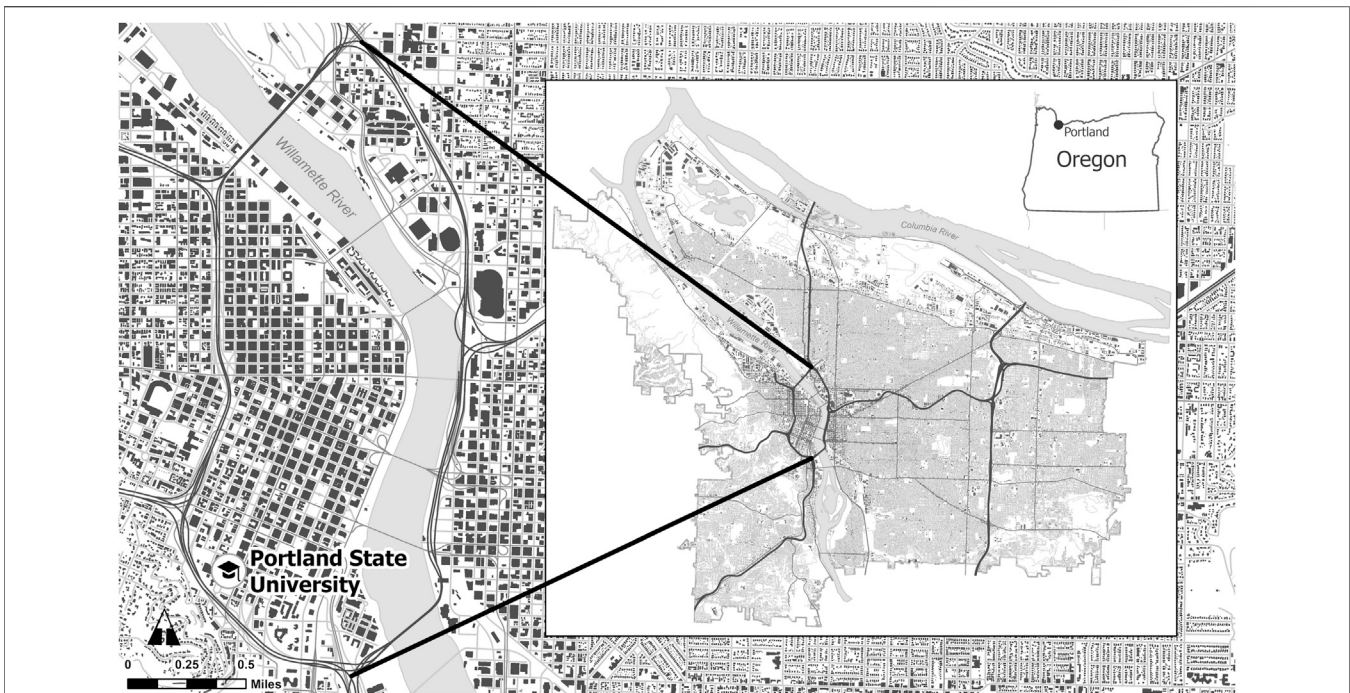 Willamette River
Portland State
University
0 0.25 0.5
Miles
Portland
Oregon
Columbia River
Willamette River